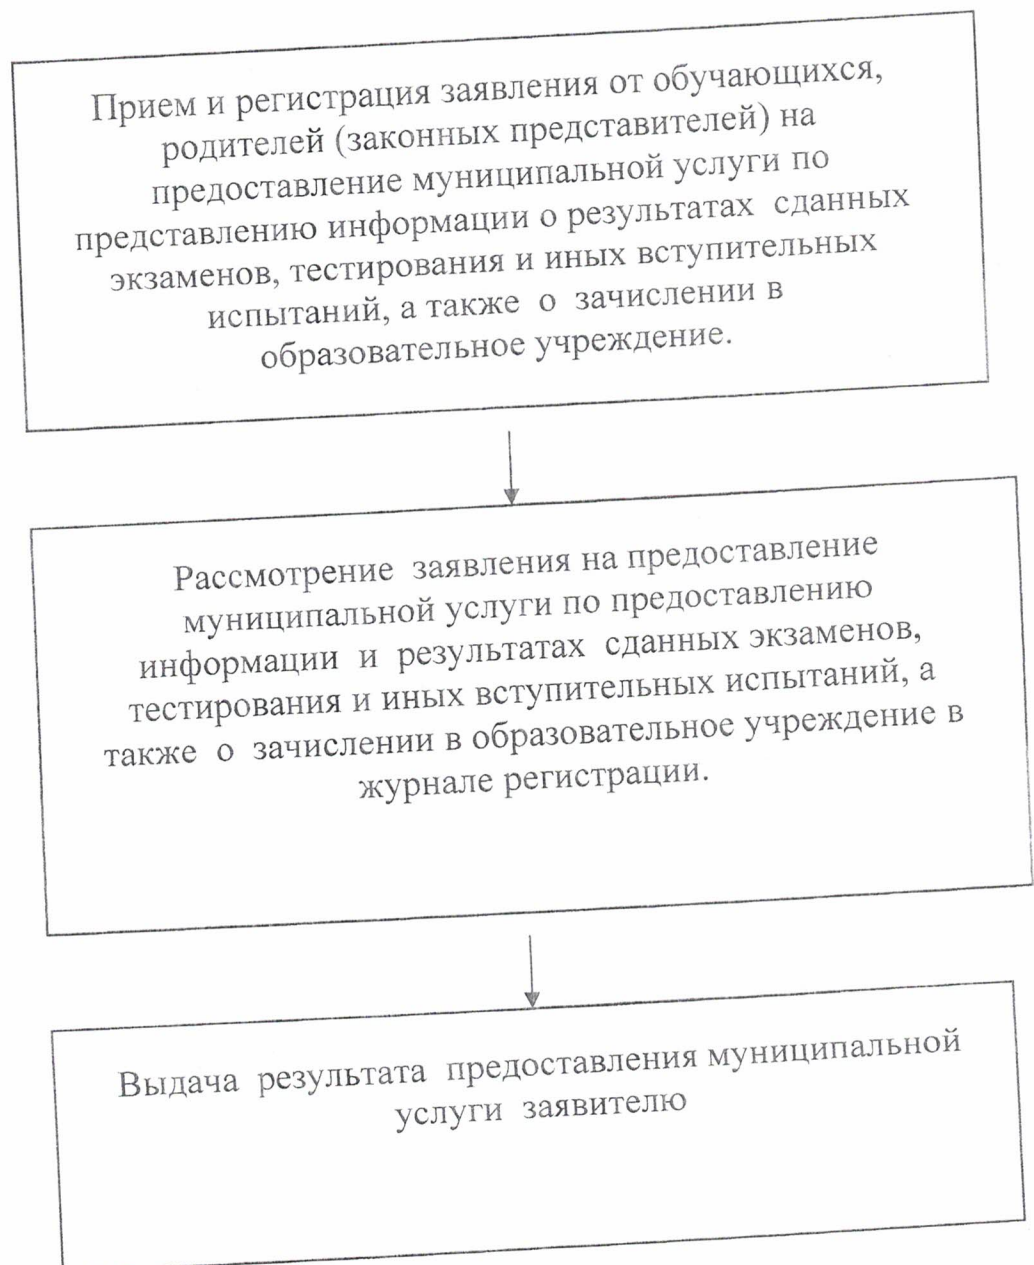 Прием и регистрация заявления от обучающихся,
родителей (законных представителей) на
предоставление муниципальной услуги по
представлению информации о результатах сданных
экзаменов, тестирования и иных вступительных
испытаний, а также о зачислении в
образовательное учреждение.
Рассмотрение заявления на предоставление
муниципальной услуги по предоставлению
информации и результатах сданных экзаменов,
тестирования и иных вступительных испытаний, а
также о зачислении в образовательное учреждение в
журнале регистрации.
Выдача результата предоставления муниципальной
услуги заявителю